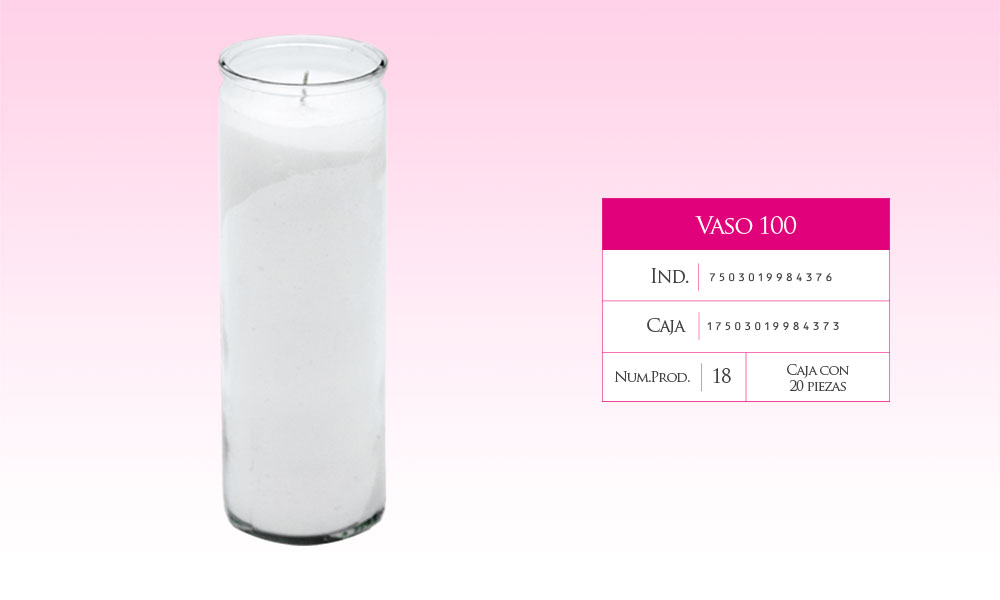 Vaso 100
Ind. 7503019984376
Caja 17503019984373
Num.Prod. 18
Caja con
20 piezas